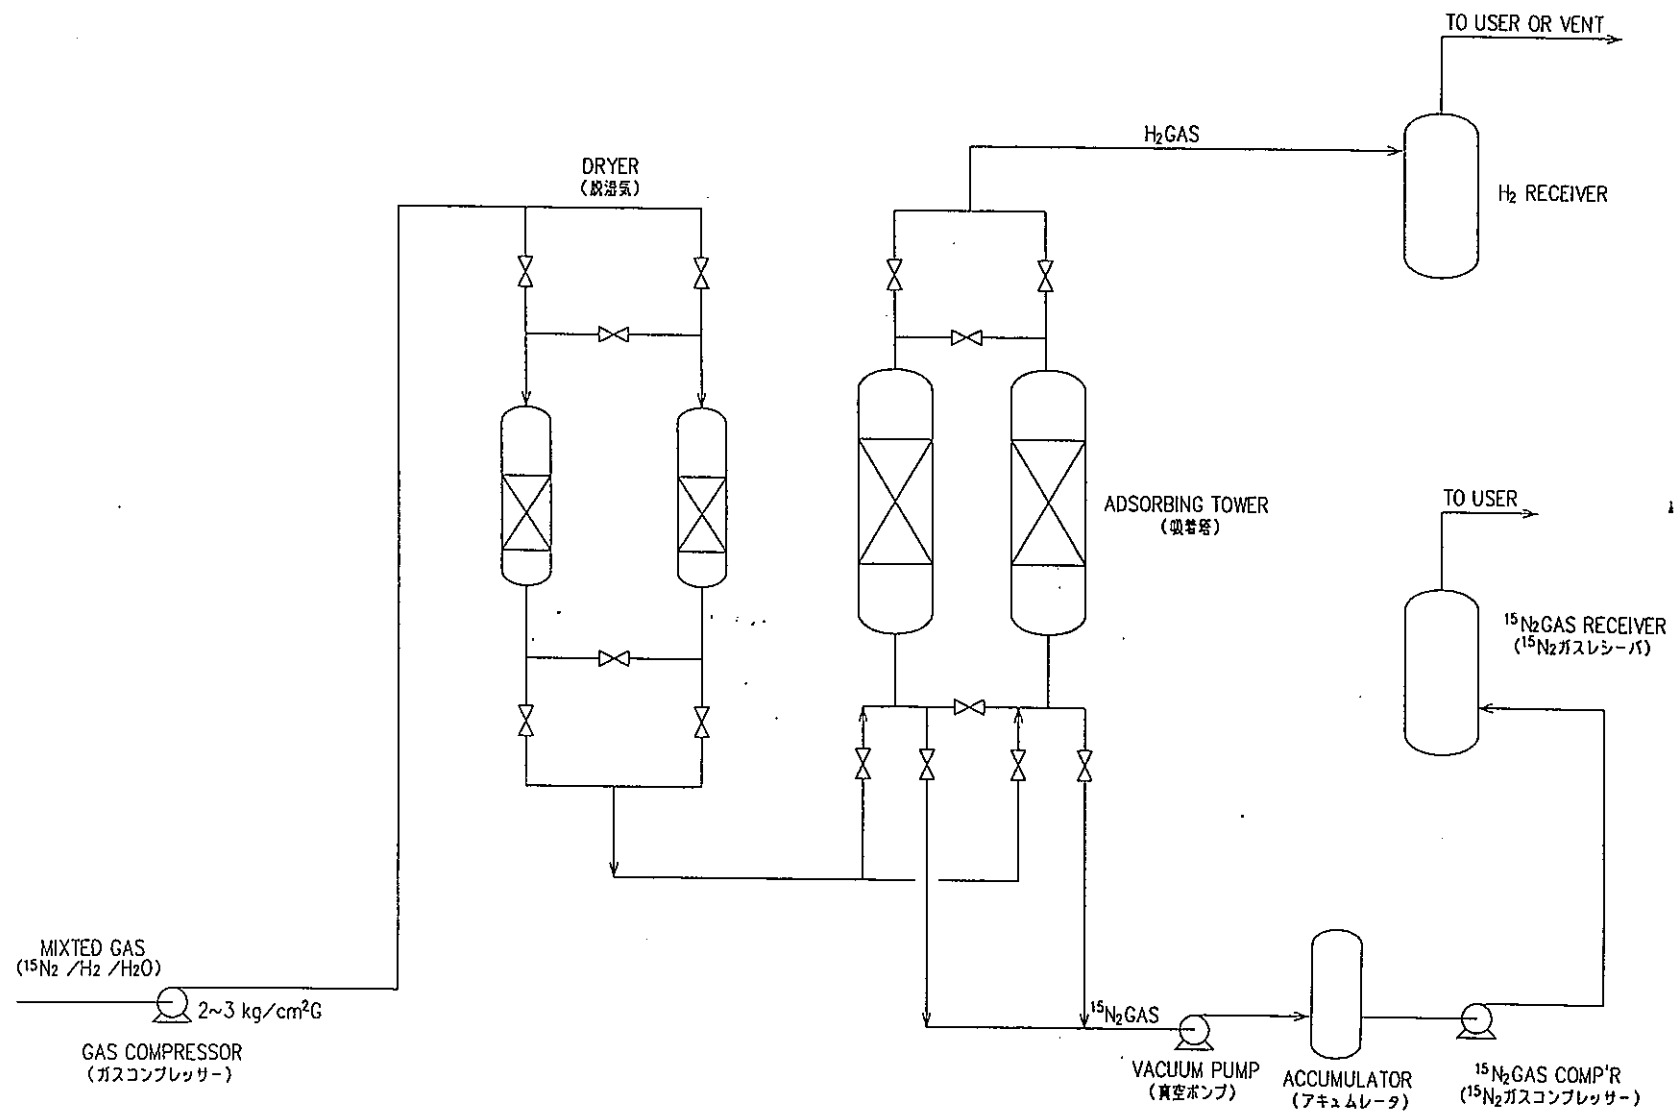 TO USER OR VENT
H₂GAS
DRYER
(脱湿気)
H₂ RECEIVER
TO USER
ADSORBING TOWER
(吸着塔)
¹⁵N₂GAS RECEIVER
(¹⁵N₂ガスレシーバ)
MIXTED GAS
(¹⁵N₂ /H₂ /H₂O)
2~3 kg/cm²G
GAS COMPRESSOR
(ガスコンプレッサー)
¹⁵N₂GAS
VACUUM PUMP
(真空ポンプ)
ACCUMULATOR
(アキュムレータ)
¹⁵N₂GAS COMP'R
(¹⁵N₂ガスコンプレッサー)